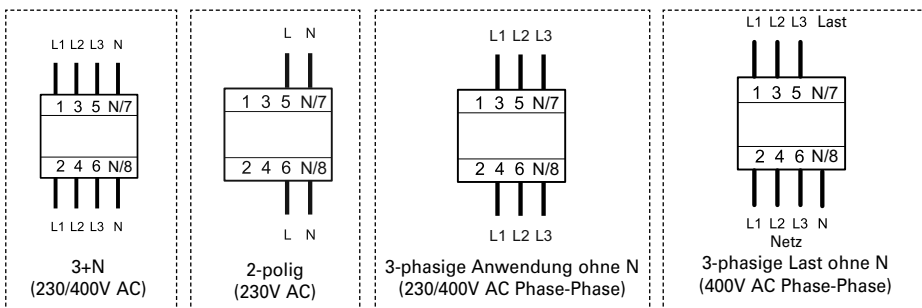 L1 L2 L3 N
1 3 5 N/7
2 4 6 N/8
L1 L2 L3 N
3+N
(230/400V AC)
L N
1 3 5 N/7
2 4 6 N/8
L N
2-polig
(230V AC)
L1 L2 L3
1 3 5 N/7
2 4 6 N/8
L1 L2 L3
3-phasige Anwendung ohne N
(230/400V AC Phase-Phase)
L1 L2 L3 Last
1 3 5 N/7
2 4 6 N/8
L1 L2 L3 N
Netz
3-phasige Last ohne N
(400V AC Phase-Phase)